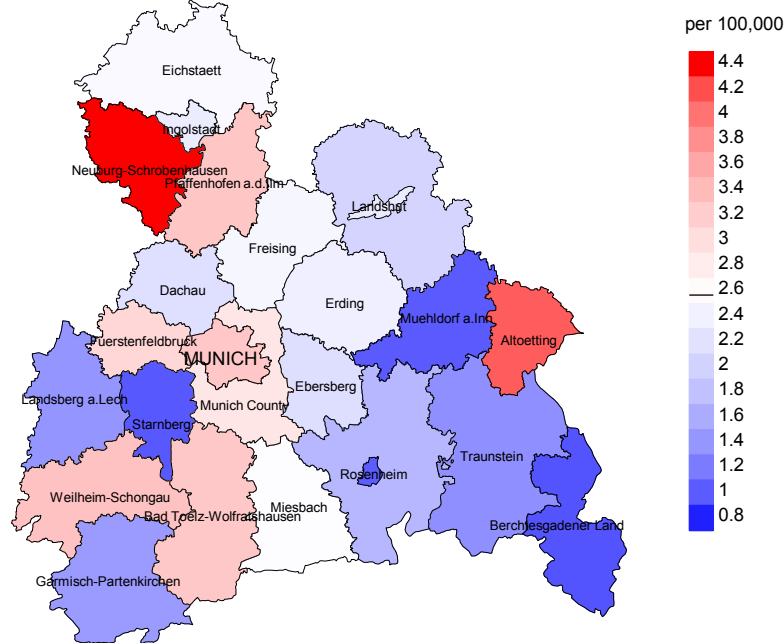 per 100,000
4.4
4.2
4
3.8
3.6
3.4
3.2
3
2.8
2.6
2.4
2.2
2
1.8
1.6
1.4
1.2
1
0.8
Eichstaett
Ingolstadt
Neuburg-Schrobenhausen
Pfaffenhofen a.d.Ilm
Landshst
Freising
Dachau
Erding
Muehldorf a.Inn
Altoetting
Fuerstenfeldbruck
MUNICH
Ebersberg
Landsberg a.Lech
Munich County
Starnberg
Traunstein
Rosenheim
Weilheim-Schongau
Miesbach
Bad Toelz-Wolfratshausen
Berchtesgadener Land
Garmisch-Partenkirchen